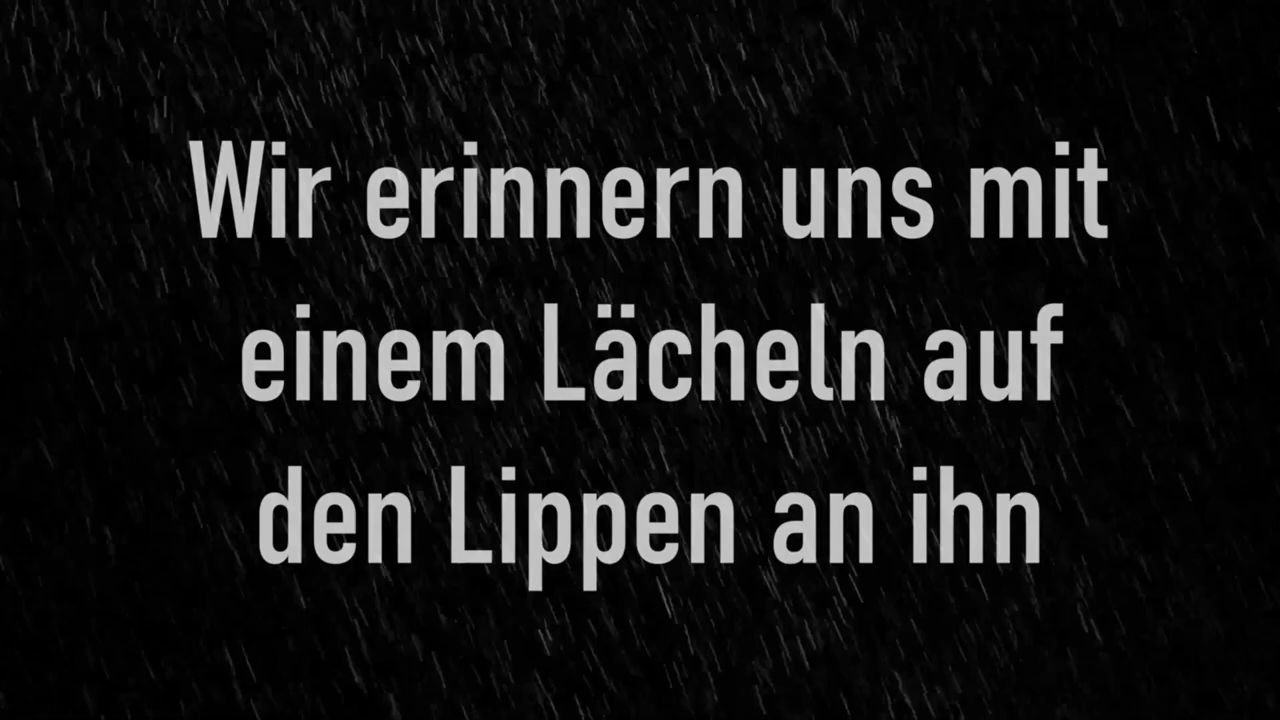 Wir erinnern uns mit
einem Lächeln auf
den Lippen an ihn